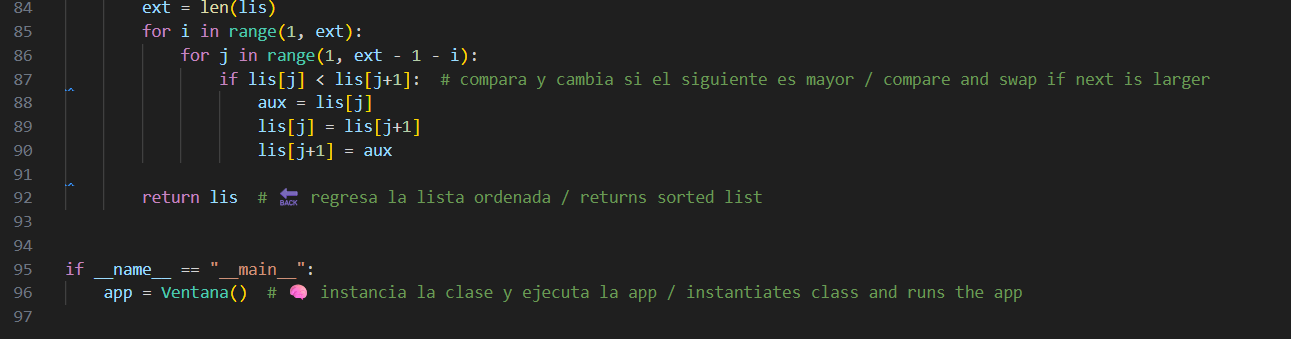 84 ext = len(lis)
85 for i in range(1, ext):
86 for j in range(1, ext - 1 - i):
87 if lis[j] < lis[j+1]:  # compara y cambia si el siguiente es mayor / compare and swap if next is larger
88 aux = lis[j]
89 lis[j] = lis[j+1]
90 lis[j+1] = aux
91
92 return lis  # 🔙 regresa la lista ordenada / returns sorted list
93
94
95 if __name__ == "__main__":
96 app = Ventana()  # 🧠 instancia la clase y ejecuta la app / instantiates class and runs the app
97